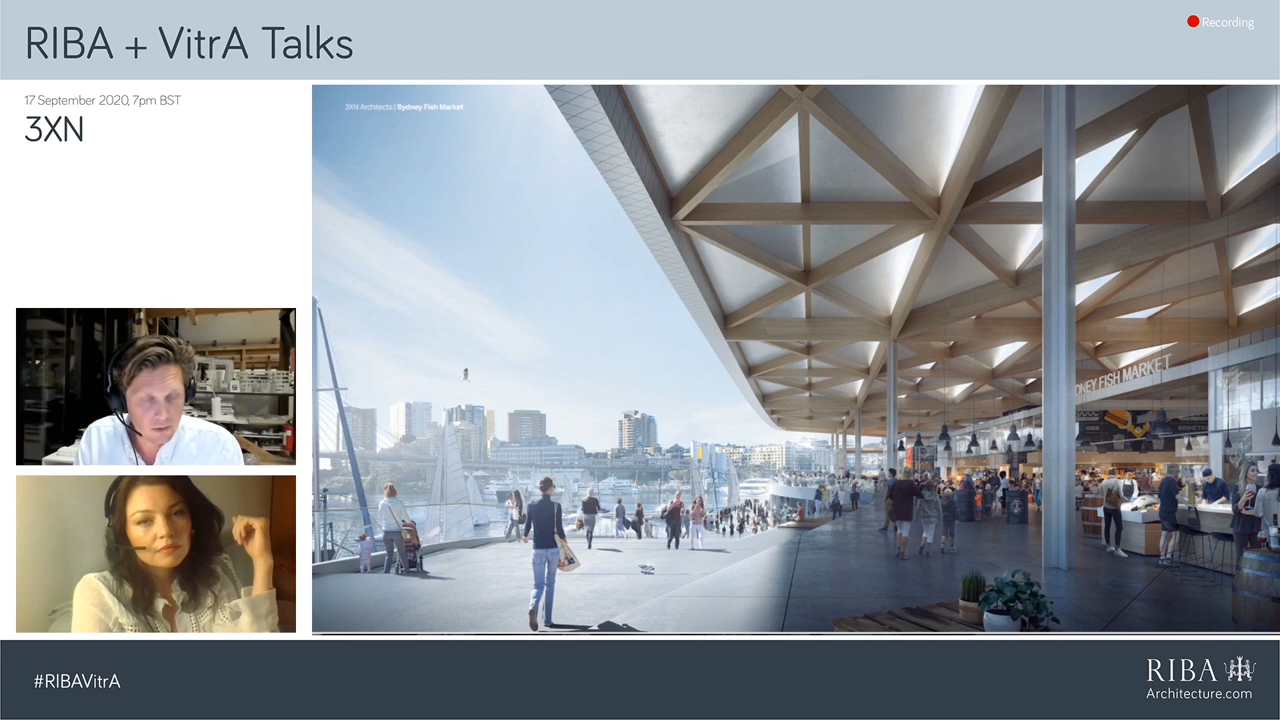 RIBA + VitrA Talks
Recording
17 September 2020, 7pm BST
3XN
3XN Architects | Sydney Fish Market
DNEY FISH MARKET
#RIBAVitrA
RIBA
Architecture.com